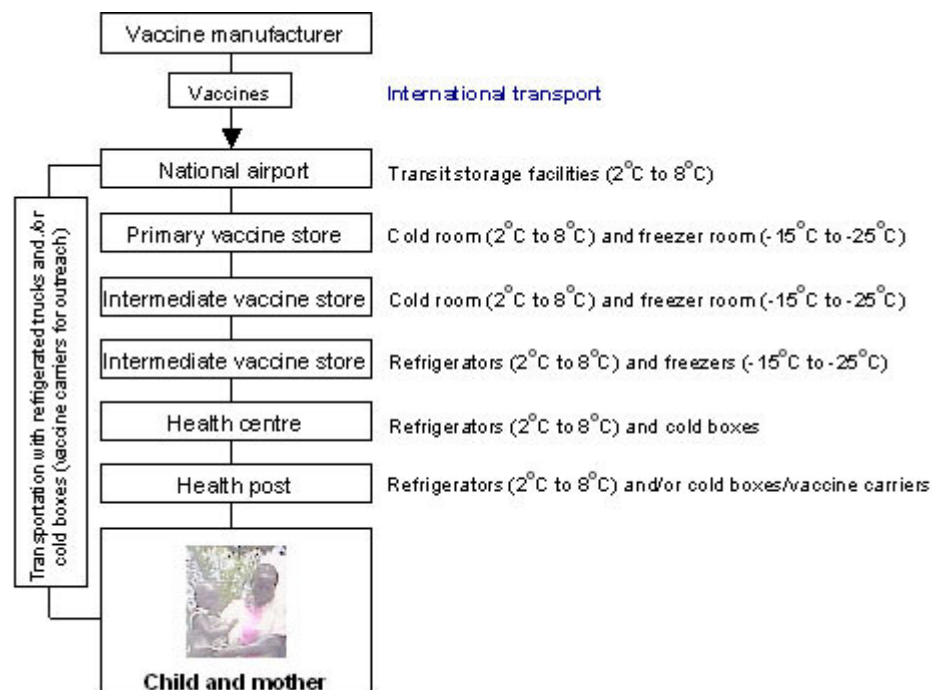 Vaccine manufacturer
Vaccines
International transport
National airport
Transit storage facilities (2°C to 8°C)
Primary vaccine store
Cold room (2°C to 8°C) and freezer room (-15°C to -25°C)
Intermediate vaccine store
Cold room (2°C to 8°C) and freezer room (-15°C to -25°C)
Intermediate vaccine store
Refrigerators (2°C to 8°C) and freezers (-15°C to -25°C)
Health centre
Refrigerators (2°C to 8°C) and cold boxes
Health post
Refrigerators (2°C to 8°C) and/or cold boxes/vaccine carriers
Transportation with refrigerated trucks and./or
cold boxes (vaccine carriers for outreach)
Child and mother